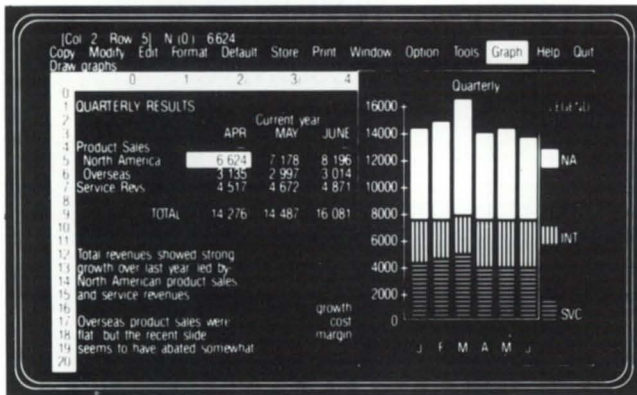 [Col 2 Row 5] N (0) 6624
Copy Modify Edit Format Default Store Print Window Option Tools Graph Help Quit
Draw graphs
0 1 2 3 4
0
1 QUARTERLY RESULTS
2 Current year
3 APR MAY JUNE
4 Product Sales
5 North America 6 624 7 178 8 196
6 Overseas 3 135 2 997 3 014
7 Service Revs 4 517 4 672 4 871
8
9 TOTAL 14 276 14 487 16 081
10
11
12 Total revenues showed strong
13 growth over last year led by
14 North American product sales
15 and service revenues
16 growth
17 Overseas product sales were cost
18 flat but the recent slide margin
19 seems to have abated somewhat
20
Quarterly
LEGEND
16000
14000
12000
10000
8000
6000
4000
2000
0
J F M A M J
NA
INT
SVC